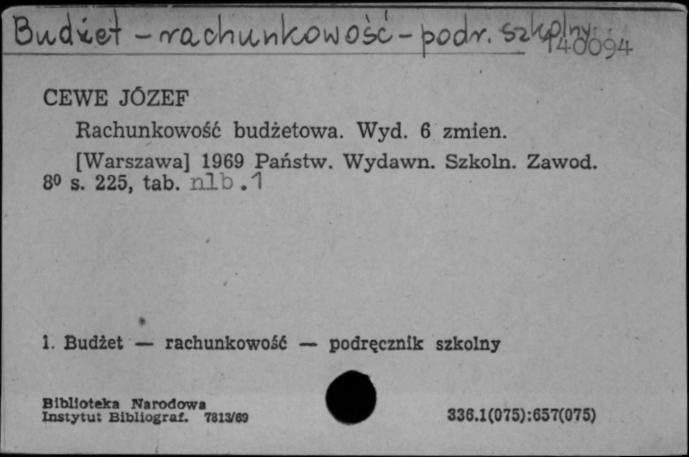 Budżet – rachunkowość – podr. szkolny
140094
CEWE JÓZEF
Rachunkowość budżetowa. Wyd. 6 zmien.
[Warszawa] 1969 Państw. Wydawn. Szkoln. Zawod.
8⁰ s. 225, tab. nlb.1
1. Budżet — rachunkowość — podręcznik szkolny
Biblioteka Narodowa
Instytut Bibliograf. 7813/69
336.1(075):657(075)